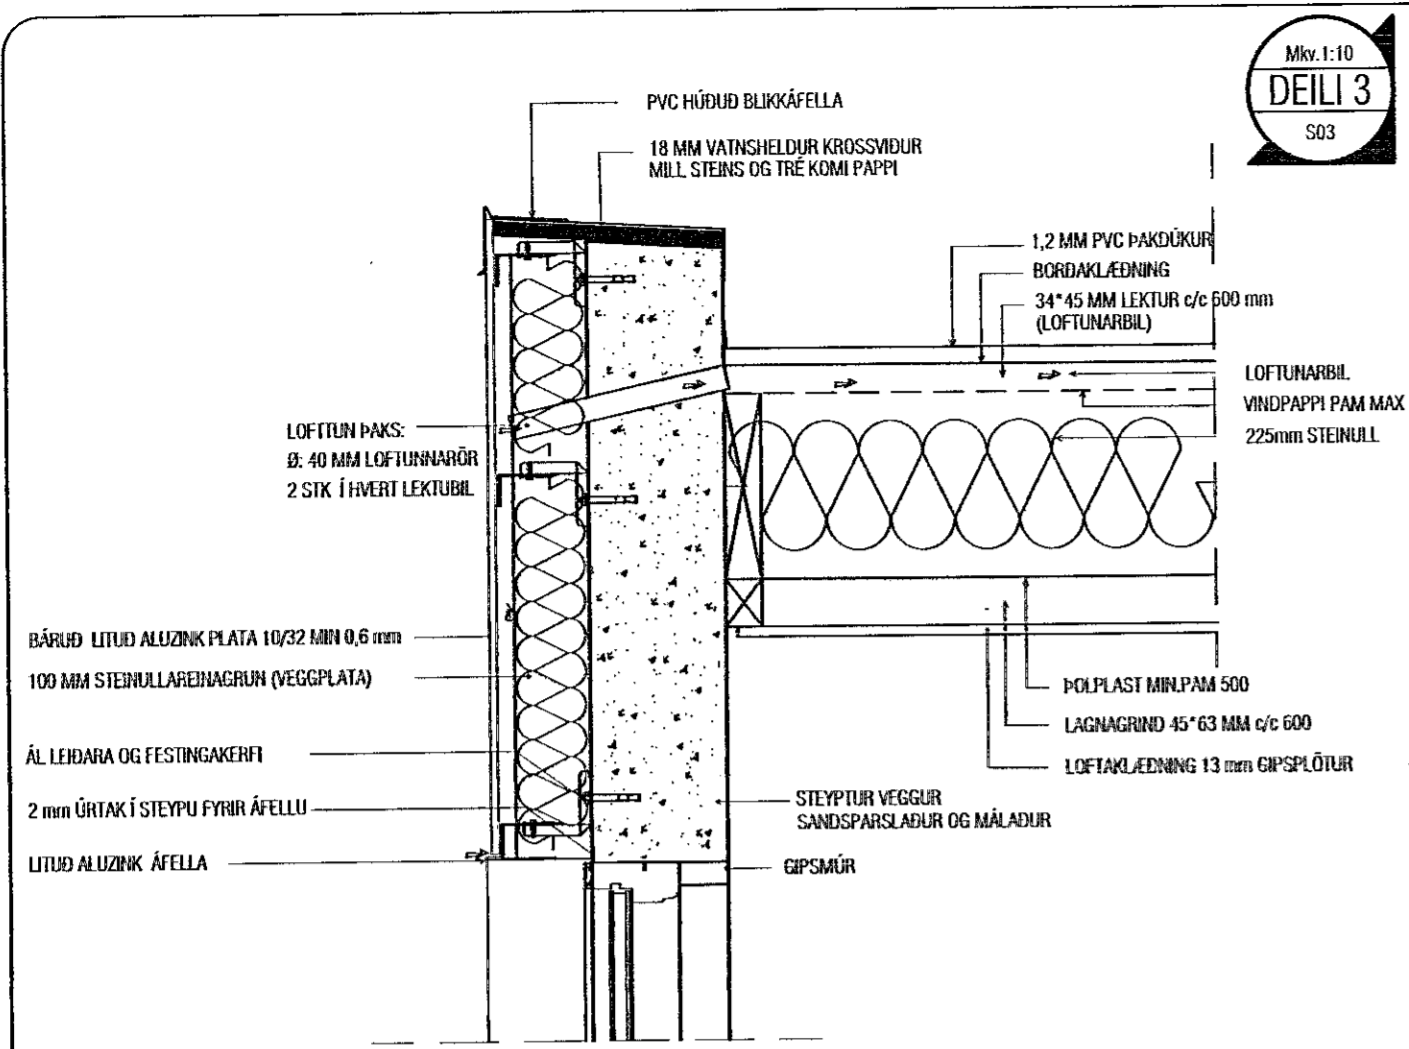 Mkv.1:10
DEILI 3
S03
PVC HÚÐUÐ BLIKKÁFELLA
18 MM VATNSHELDUR KROSSVIÐUR
MILL STEINS OG TRÉ KOMI PAPPI
1,2 MM PVC ÞAKDÚKUR
BORÐAKLÆÐNING
34*45 MM LEKTUR c/c 600 mm
(LOFTUNARBIL)
LOFTUNARBIL
VINDPAPPI PAM MAX
225mm STEINULL
LOFTTUN ÞAKS:
Ø: 40 MM LOFTUNNARÖR
2 STK Í HVERT LEKTUBIL
BÁRUÐ LITUÐ ALUZINK PLATA 10/32 MIN 0,6 mm
100 MM STEINULLAREINAGRUN (VEGGPLATA)
ÁL LEIÐARA OG FESTINGAKERFI
2 mm ÚRTAK Í STEYPU FYRIR ÁFELLU
LITUÐ ALUZINK ÁFELLA
ÞOLPLAST MIN.PAM 500
LAGNAGRIND 45*63 MM c/c 600
LOFTAKLÆÐNING 13 mm GIPSPLÖTUR
STEYPTUR VEGGUR
SANDSPARSLAÐUR OG MÁLAÐUR
GIPSMÚR